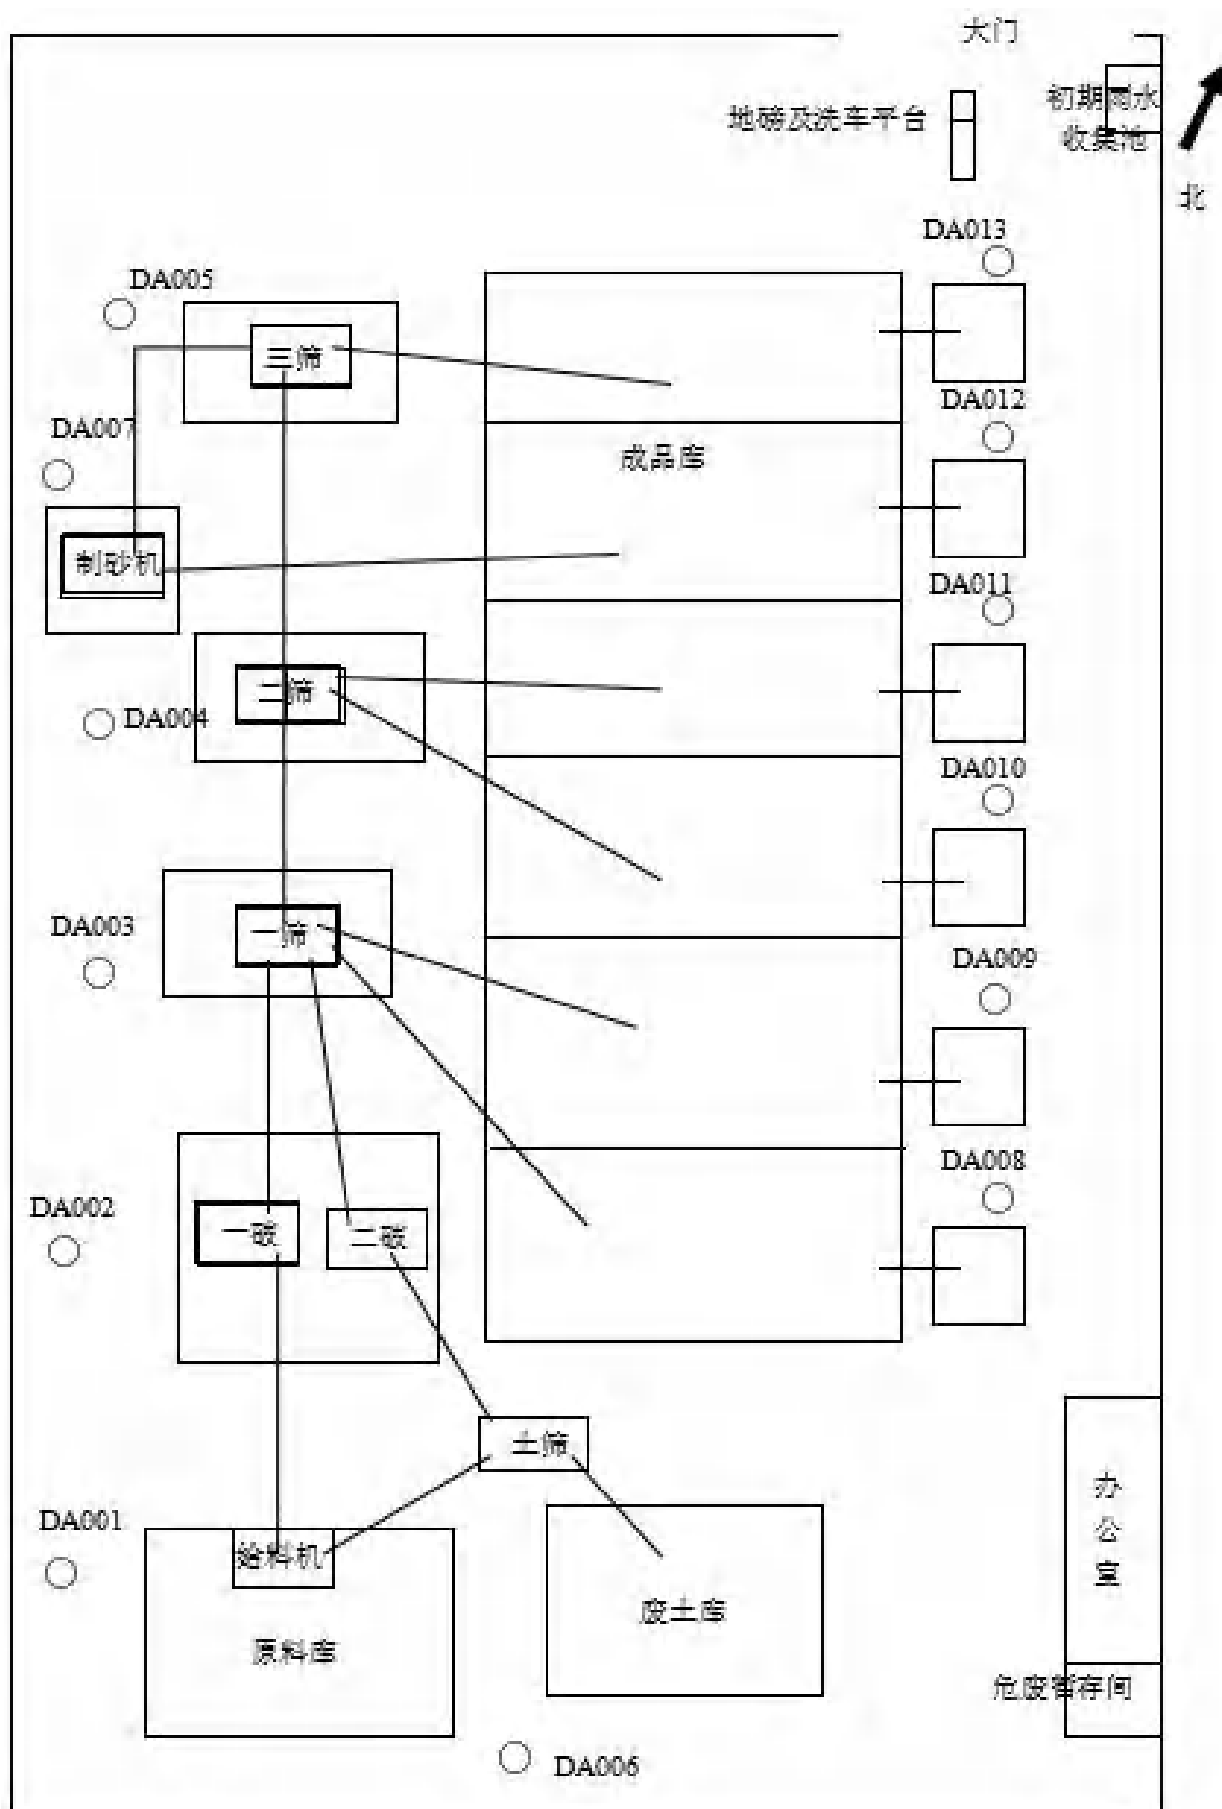 大门
初期雨水
收集池
地磅及洗车平台
北
DA013
DA005
三筛
DA012
DA007
成品库
制砂机
DA011
二筛
DA004
DA010
DA003
一筛
DA009
DA008
DA002
一破
二破
土筛
办
公
室
DA001
给料机
废土库
原料库
危废暂存间
DA006